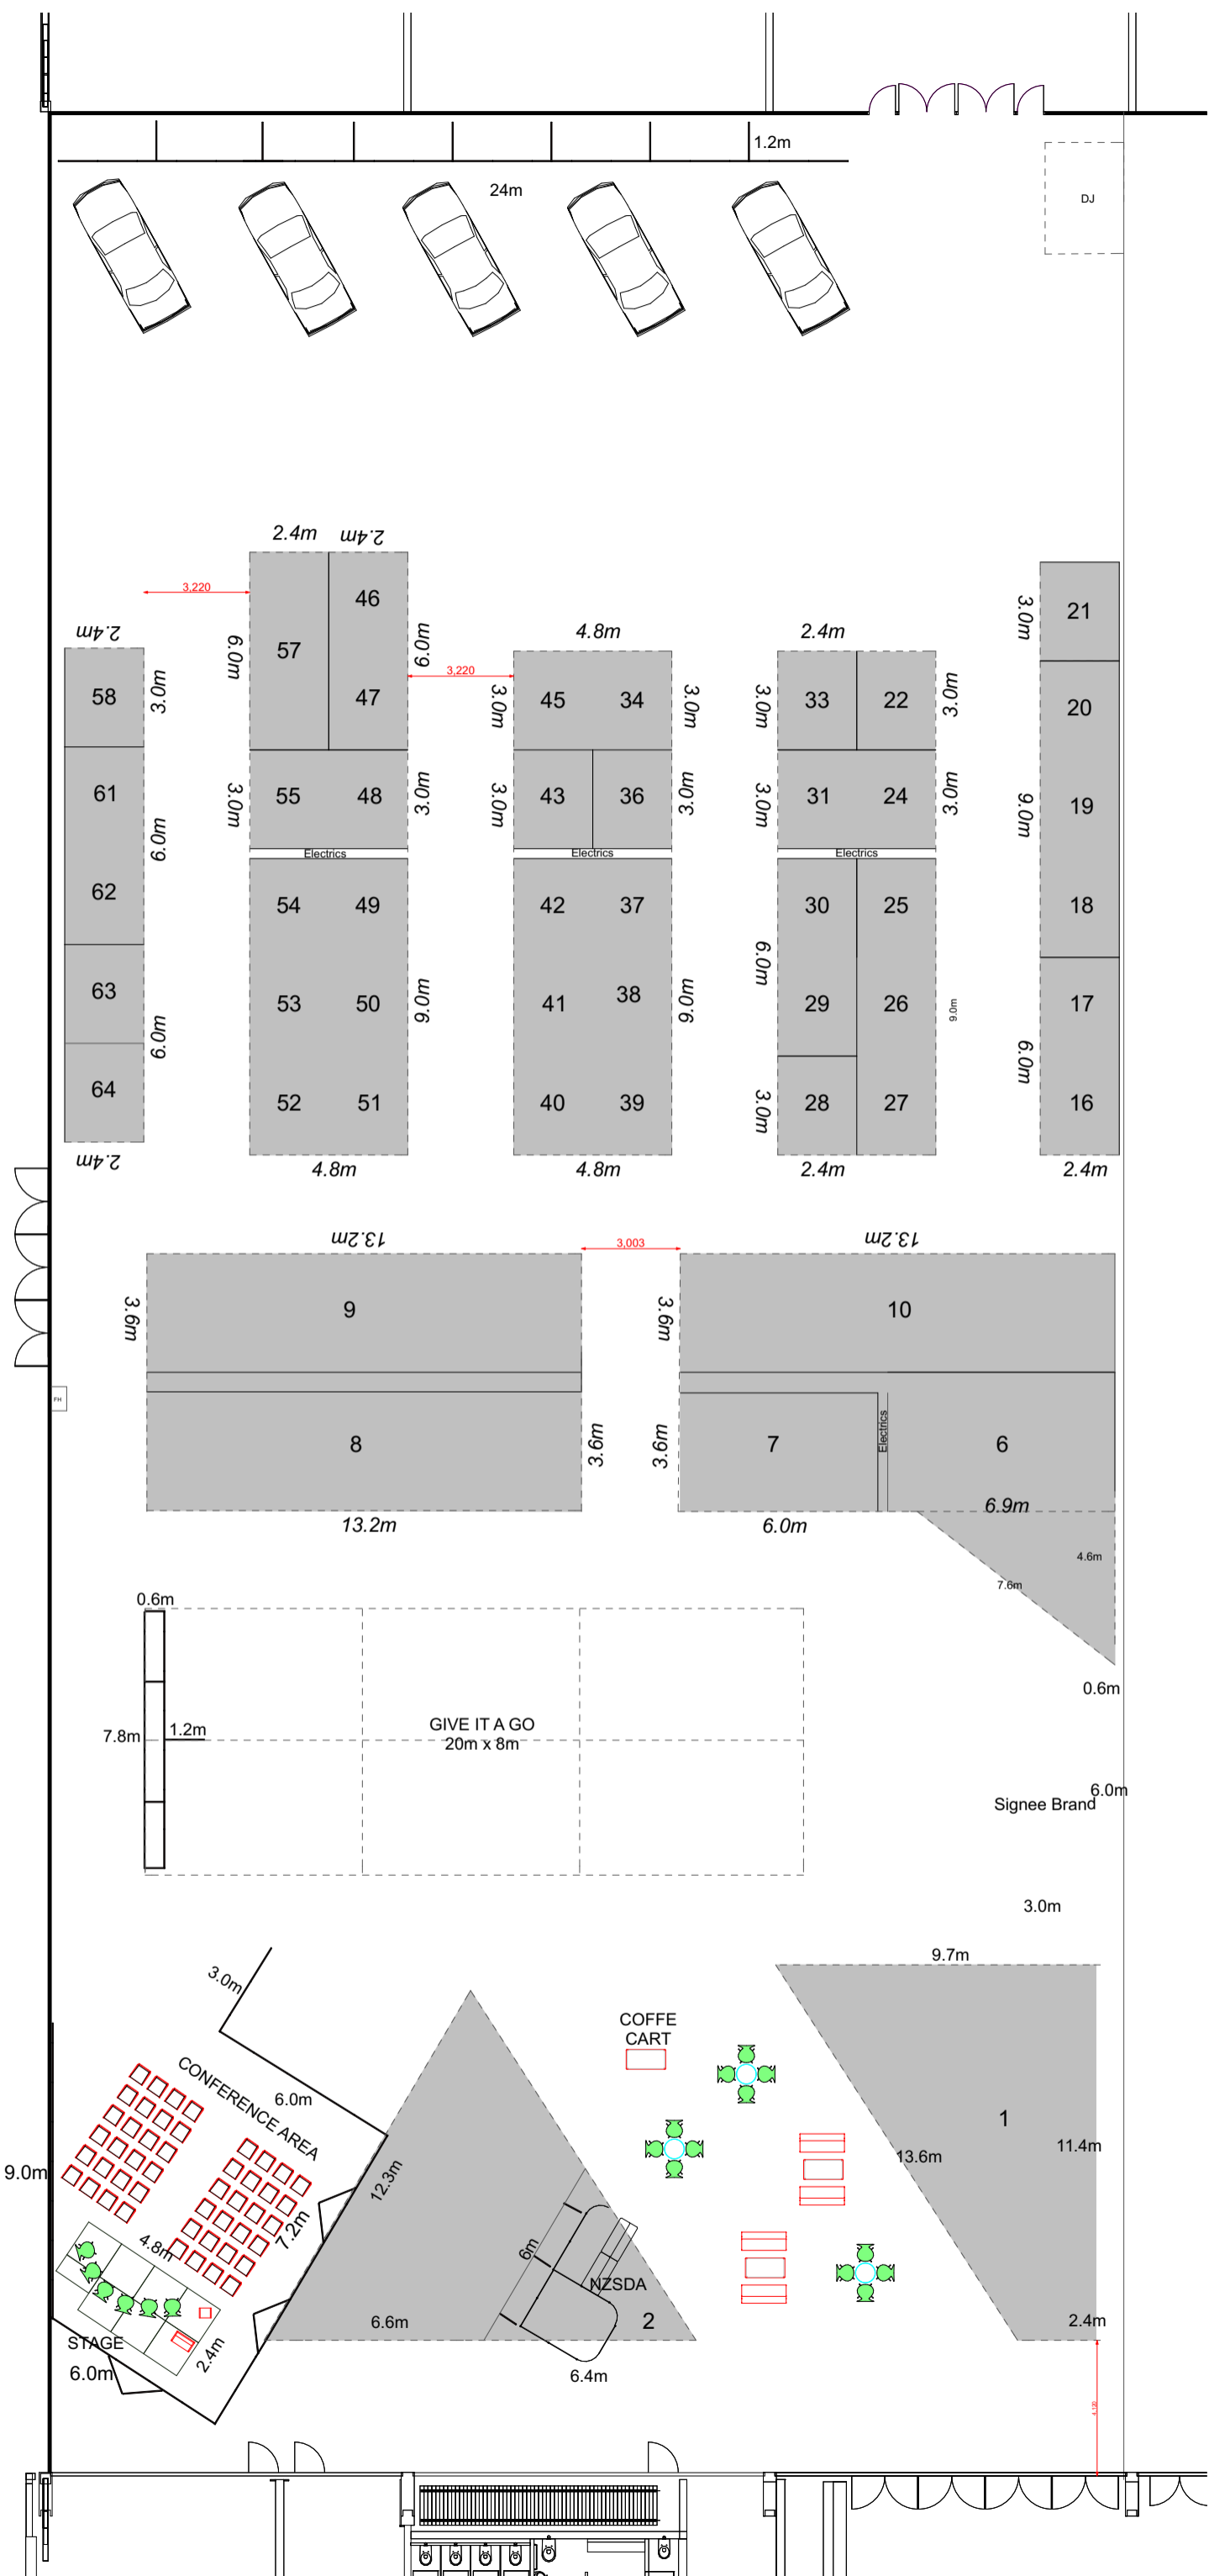 1.2m
24m
DJ
2.4m
2.4m
3,220
46
57
6.0m
6.0m
47
3,220
2.4m
58
3.0m
4.8m
3.0m
45
34
3.0m
2.4m
3.0m
33
22
3.0m
3.0m
21
20
61
6.0m
62
3.0m
55
48
3.0m
3.0m
43
36
3.0m
3.0m
31
24
3.0m
9.0m
19
Electrics
Electrics
Electrics
54
49
42
37
30
25
18
6.0m
63
6.0m
53
50
9.0m
41
38
9.0m
29
26
9.0m
17
6.0m
64
52
51
40
39
3.0m
28
27
16
2.4m
4.8m
4.8m
2.4m
2.4m
13.2m
3,003
13.2m
3.6m
9
3.6m
10
FH
8
3.6m
3.6m
7
Electrics
6
13.2m
6.0m
6.9m
4.6m
7.6m
0.6m
0.6m
7.8m
1.2m
GIVE IT A GO
20m x 8m
6.0m
Signee Brand
3.0m
9.7m
3.0m
COFFE
CART
CONFERENCE AREA
6.0m
1
11.4m
13.6m
9.0m
12.3m
7.2m
4.8m
6m
NZSDA
2
6.6m
2.4m
STAGE
6.0m
2.4m
6.4m
4,120